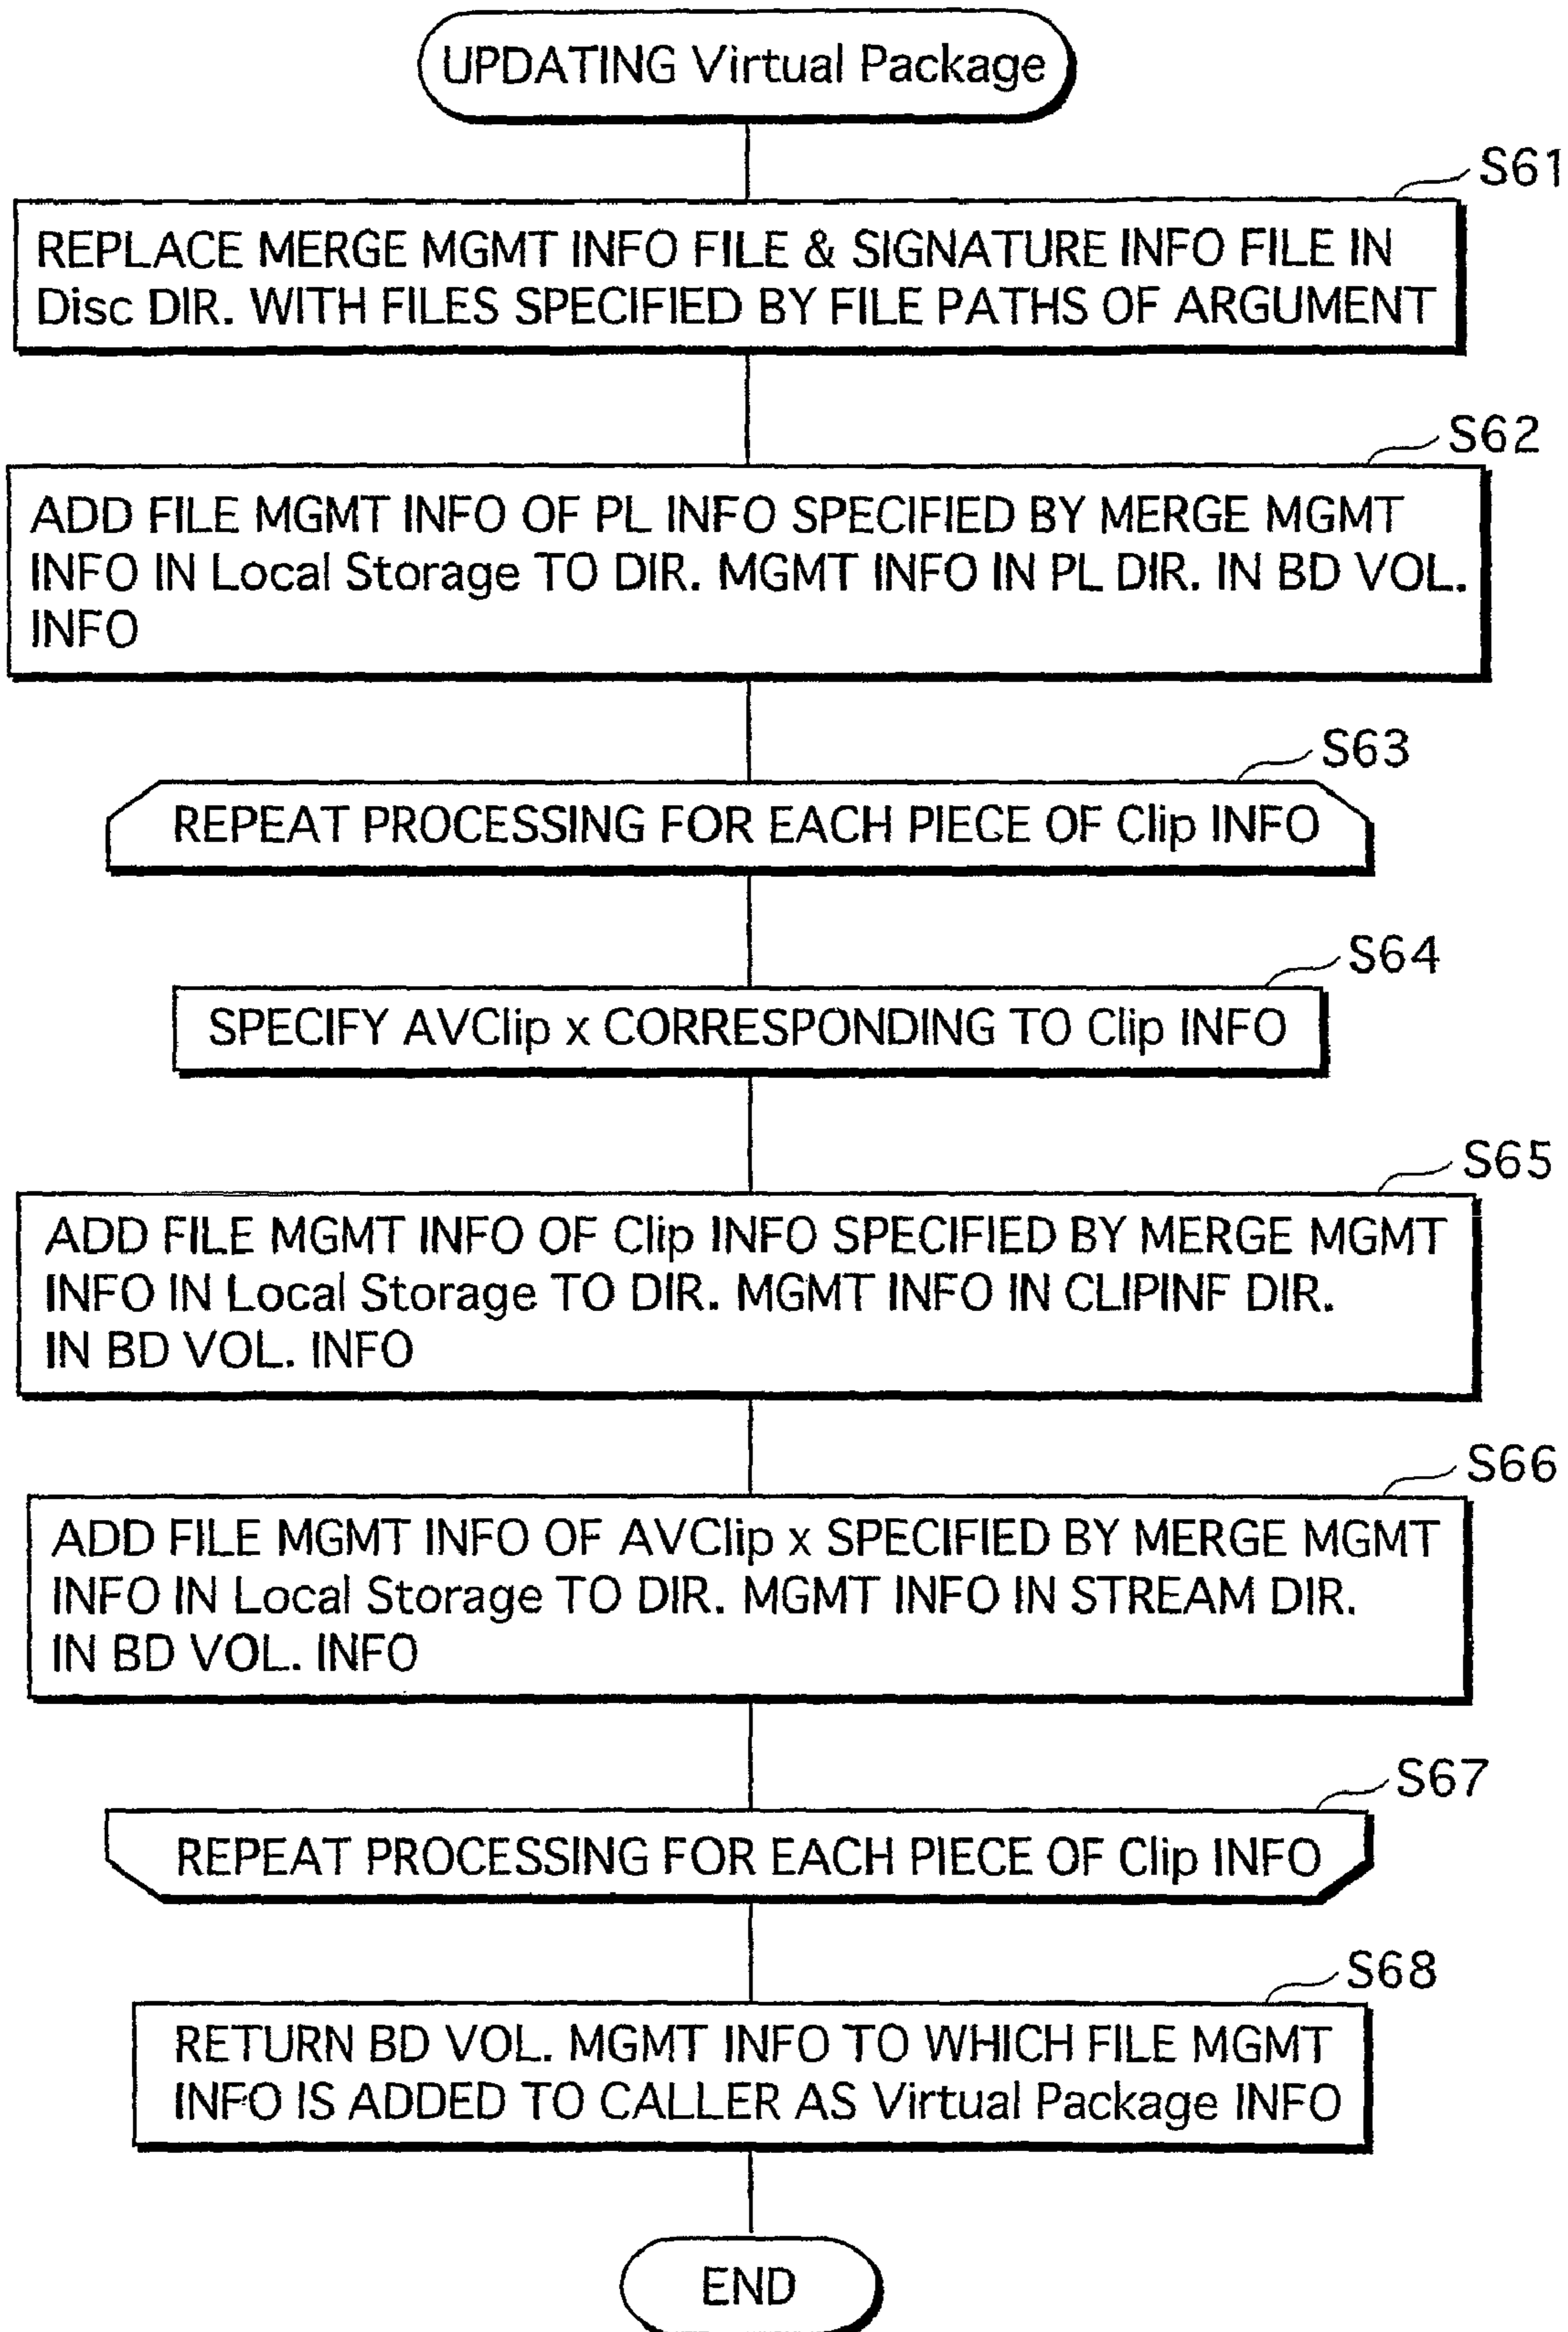 UPDATING Virtual Package
S61
REPLACE MERGE MGMT INFO FILE & SIGNATURE INFO FILE IN
Disc DIR. WITH FILES SPECIFIED BY FILE PATHS OF ARGUMENT
S62
ADD FILE MGMT INFO OF PL INFO SPECIFIED BY MERGE MGMT
INFO IN Local Storage TO DIR. MGMT INFO IN PL DIR. IN BD VOL.
INFO
S63
REPEAT PROCESSING FOR EACH PIECE OF Clip INFO
S64
SPECIFY AVClip x CORRESPONDING TO Clip INFO
S65
ADD FILE MGMT INFO OF Clip INFO SPECIFIED BY MERGE MGMT
INFO IN Local Storage TO DIR. MGMT INFO IN CLIPINF DIR.
IN BD VOL. INFO
S66
ADD FILE MGMT INFO OF AVClip x SPECIFIED BY MERGE MGMT
INFO IN Local Storage TO DIR. MGMT INFO IN STREAM DIR.
IN BD VOL. INFO
S67
REPEAT PROCESSING FOR EACH PIECE OF Clip INFO
S68
RETURN BD VOL. MGMT INFO TO WHICH FILE MGMT
INFO IS ADDED TO CALLER AS Virtual Package INFO
END